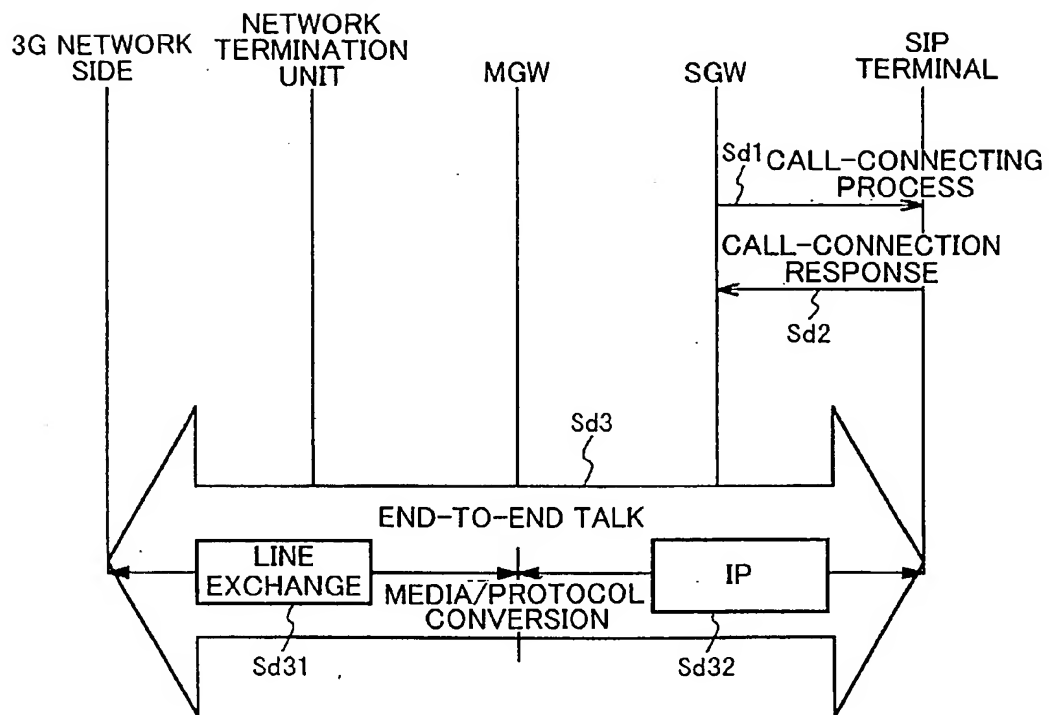 3G NETWORK
SIDE
NETWORK
TERMINATION
UNIT
MGW
SGW
SIP
TERMINAL
Sd1
CALL-CONNECTING
PROCESS
CALL-CONNECTION
RESPONSE
Sd2
Sd3
END-TO-END TALK
LINE
EXCHANGE
IP
MEDIA/PROTOCOL
CONVERSION
Sd31
Sd32